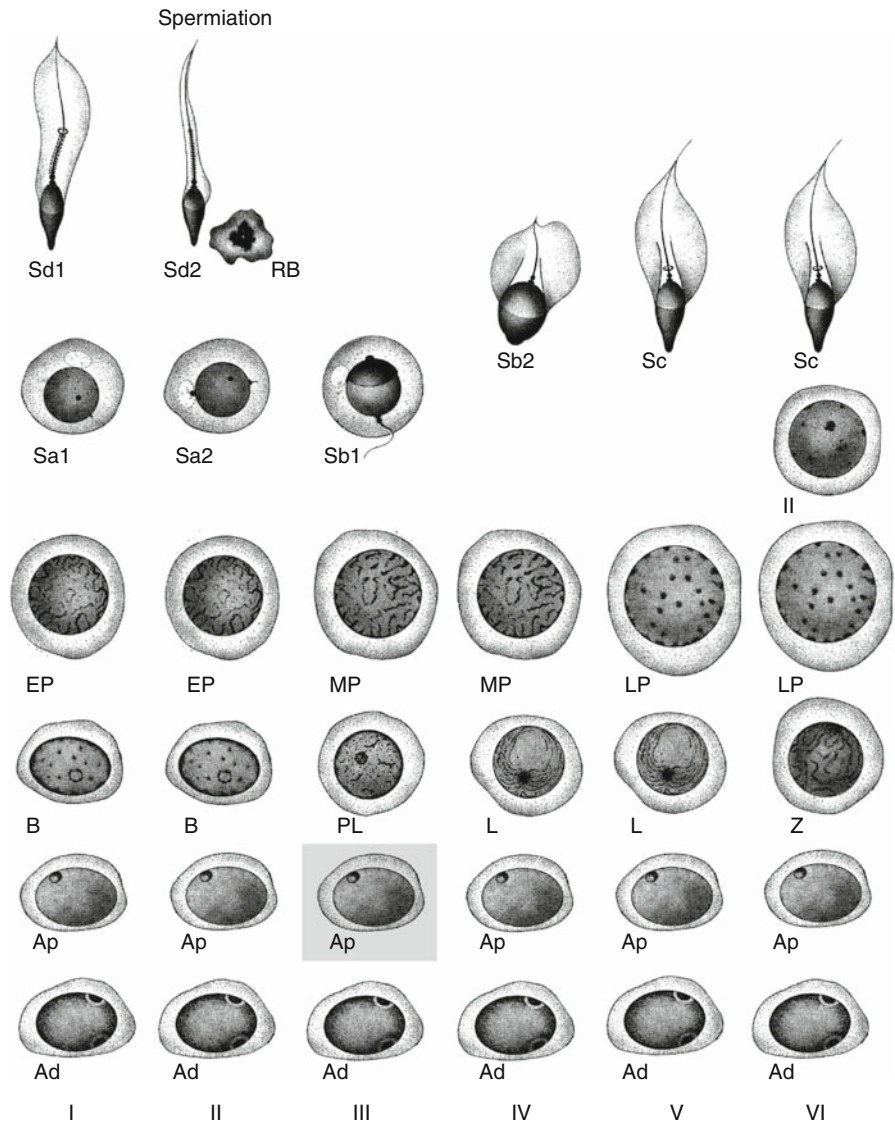 Spermiation
Sd1 Sd2 RB
Sb2 Sc Sc
Sa1 Sa2 Sb1
II
EP EP MP MP LP LP
B B PL L L Z
Ap Ap Ap Ap Ap Ap
Ad Ad Ad Ad Ad Ad
I II III IV V VI